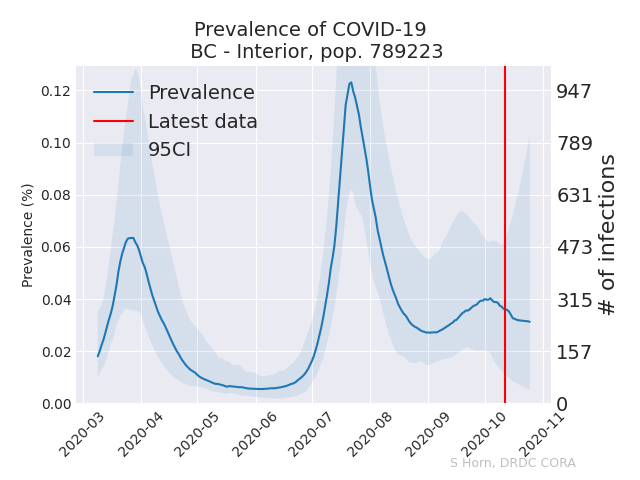 Prevalence of COVID-19
BC - Interior, pop. 789223
Prevalence
Latest data
95CI
Prevalence (%)
0.12
0.10
0.08
0.06
0.04
0.02
0.00
947
789
631
473
315
157
0
# of infections
2020-03
2020-04
2020-05
2020-06
2020-07
2020-08
2020-09
2020-10
2020-11
S Horn, DRDC CORA